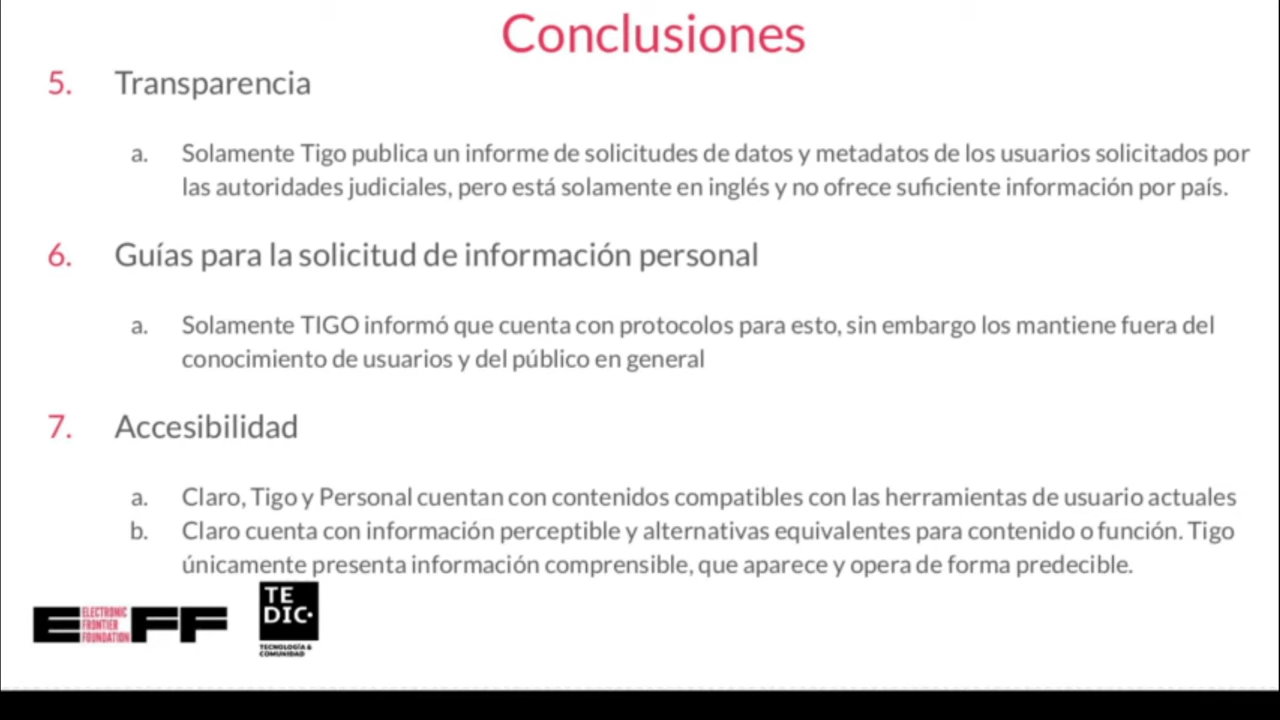 Conclusiones
5. Transparencia
a. Solamente Tigo publica un informe de solicitudes de datos y metadatos de los usuarios solicitados por
las autoridades judiciales, pero está solamente en inglés y no ofrece suficiente información por país.
6. Guías para la solicitud de información personal
a. Solamente TIGO informó que cuenta con protocolos para esto, sin embargo los mantiene fuera del
conocimiento de usuarios y del público en general
7. Accesibilidad
a. Claro, Tigo y Personal cuentan con contenidos compatibles con las herramientas de usuario actuales
b. Claro cuenta con información perceptible y alternativas equivalentes para contenido o función. Tigo
únicamente presenta información comprensible, que aparece y opera de forma predecible.
EFF
ELECTRONIC
FRONTIER
FOUNDATION
TE
DIC
TECNOLOGÍA &
COMUNIDAD